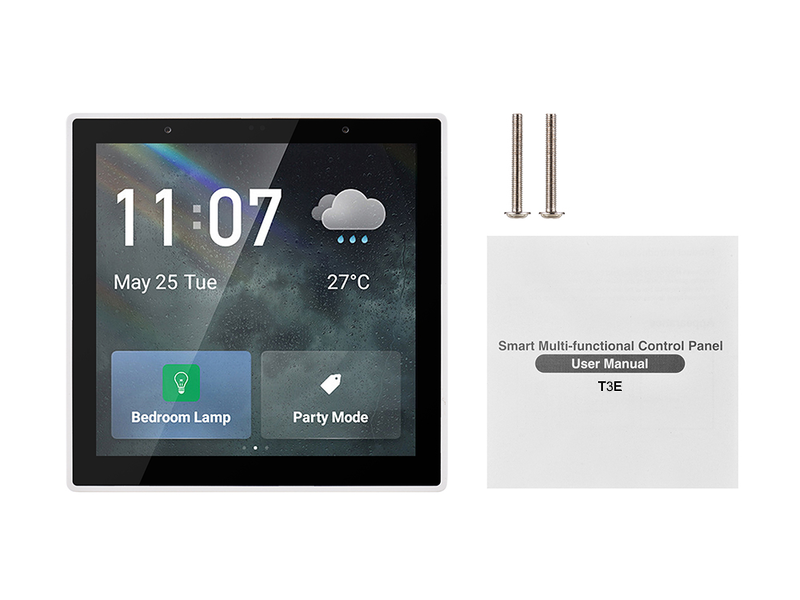 11:07
May 25 Tue
27°C
Bedroom Lamp
Party Mode
Smart Multi-functional Control Panel
User Manual
T3E